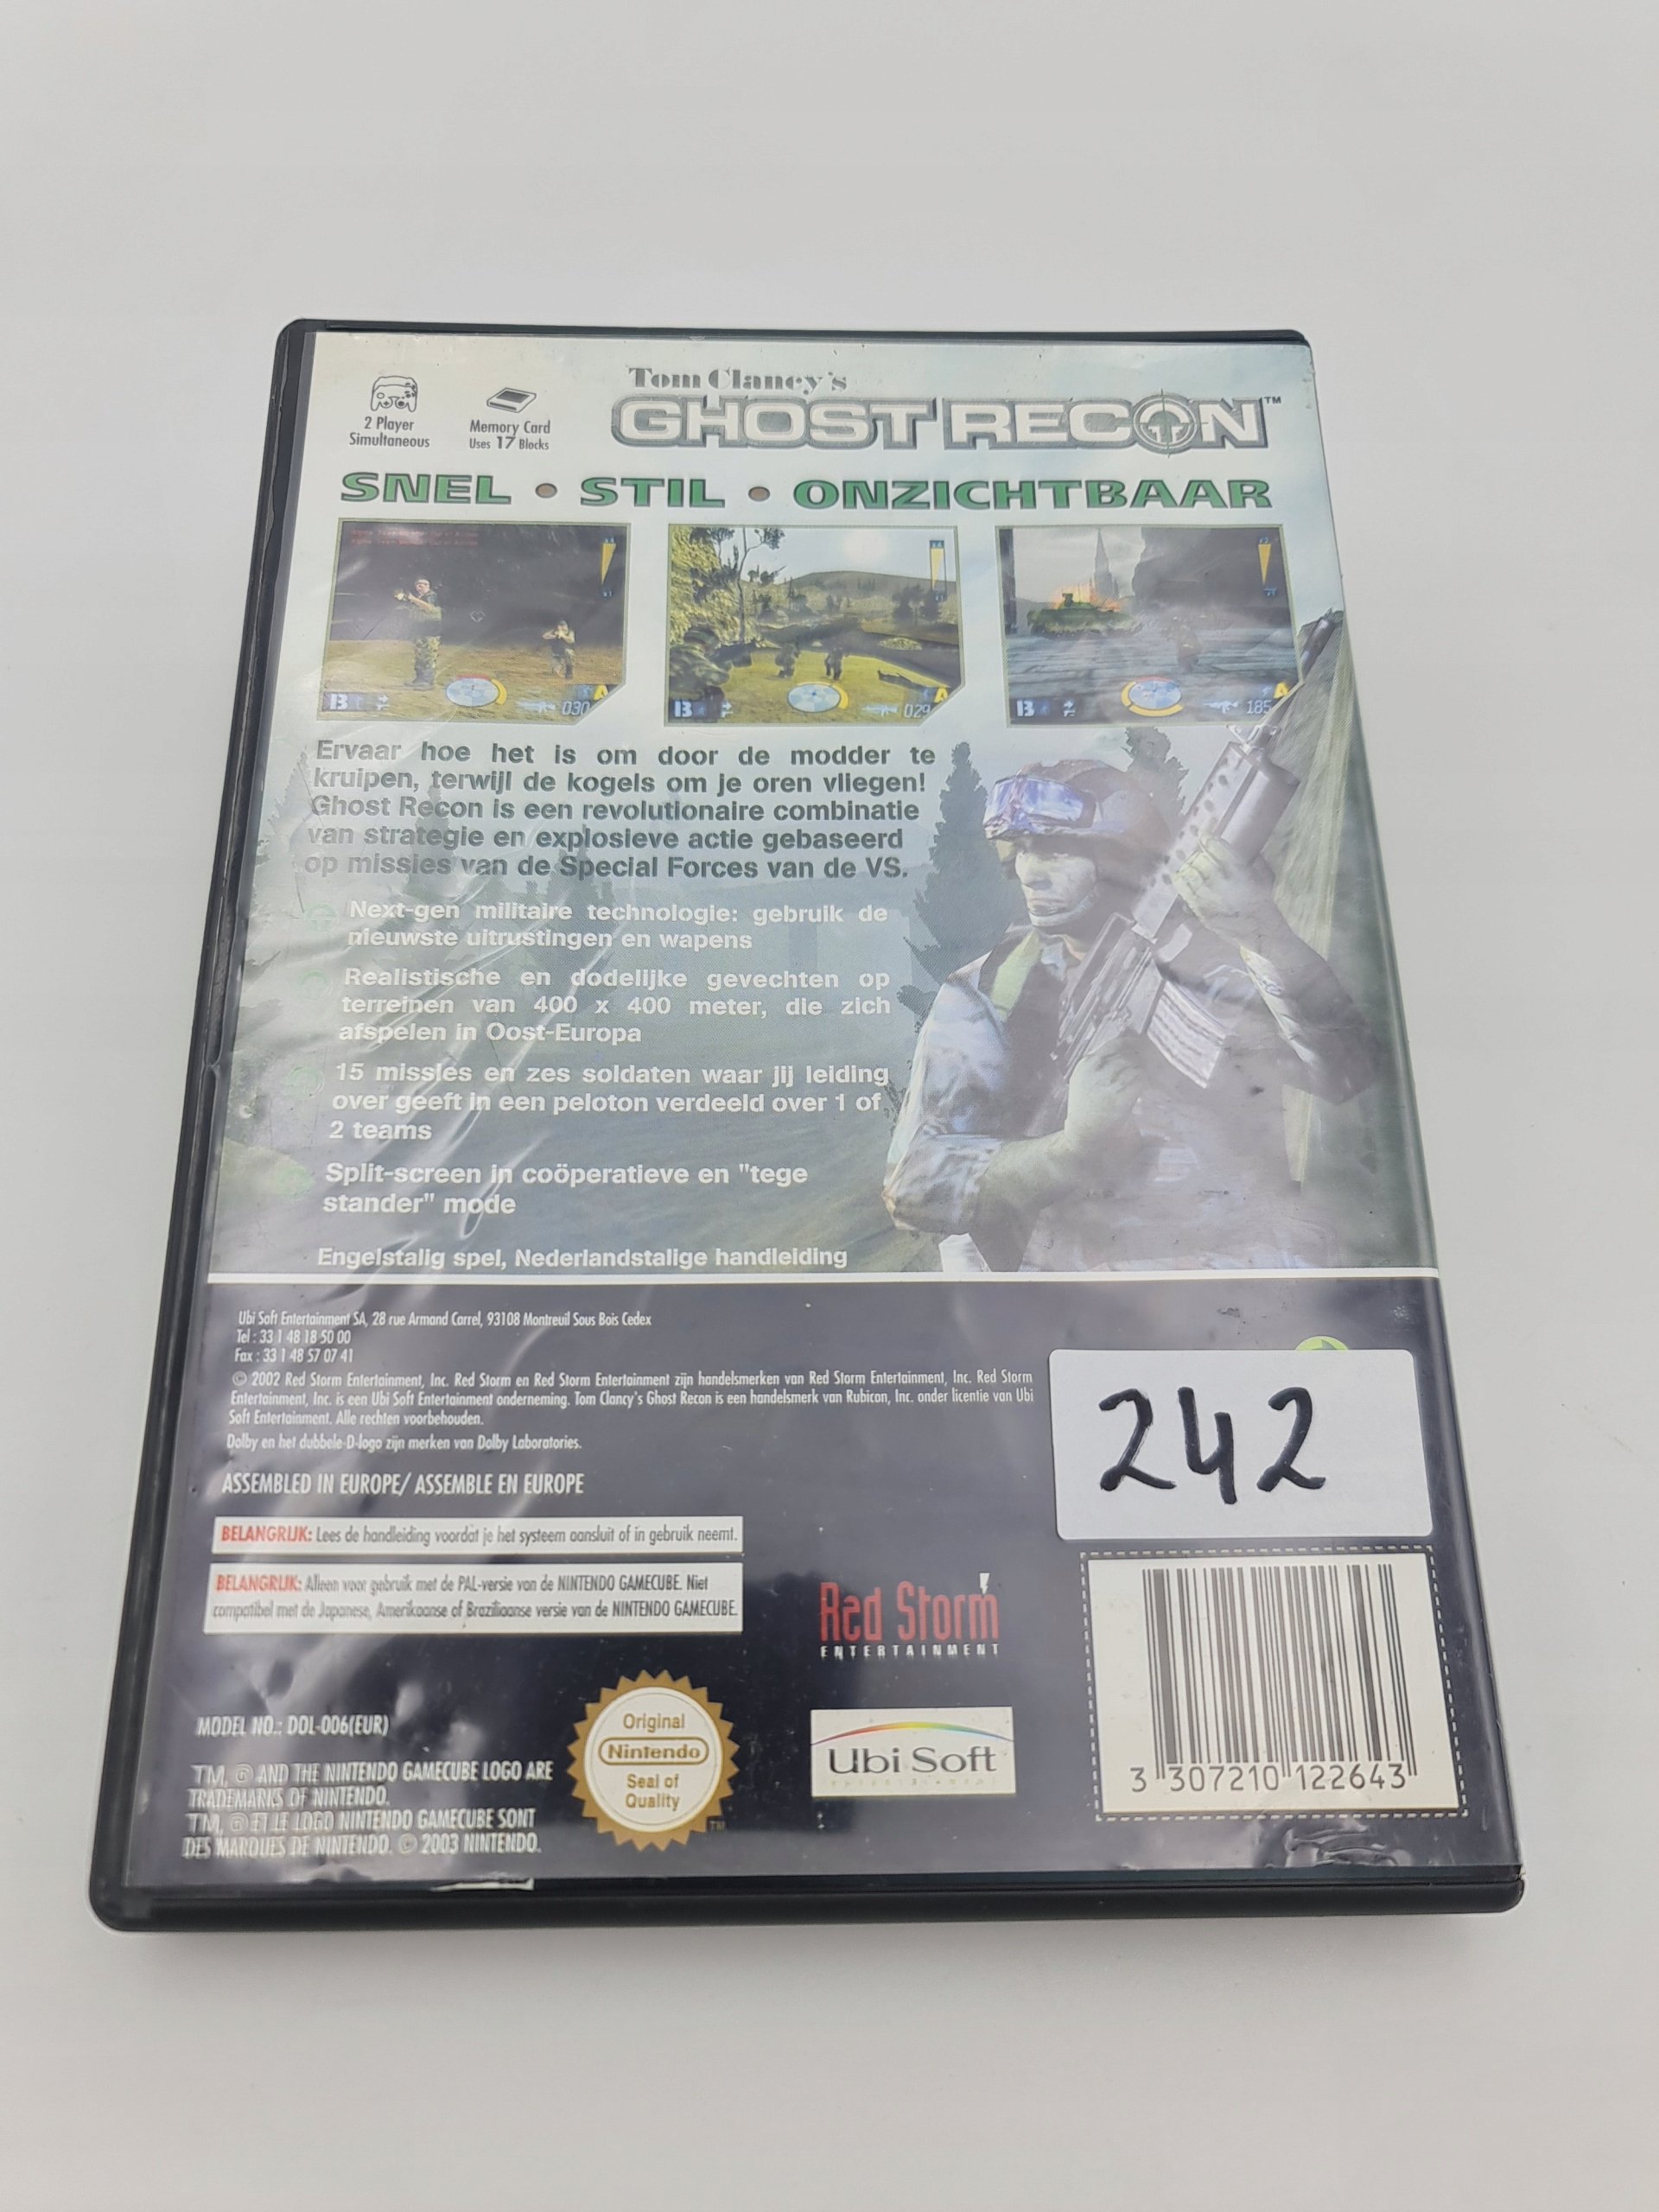 2 Player
Simultaneous
Memory Card
Uses 17 Blocks
Tom Clancy's
GHOST RECON™
SNEL • STIL • ONZICHTBAAR
B
A
030
B
A
029
B
A
185
Ervaar hoe het is om door de modder te
kruipen, terwijl de kogels om je oren vliegen!
Ghost Recon is een revolutionaire combinatie
van strategie en explosieve actie gebaseerd
op missies van de Special Forces van de VS.
Next-gen militaire technologie: gebruik de
nieuwste uitrustingen en wapens
Realistische en dodelijke gevechten op
terreinen van 400 x 400 meter, die zich
afspelen in Oost-Europa
15 missies en zes soldaten waar jij leiding
over geeft in een peloton verdeeld over 1 of
2 teams
Split-screen in coöperatieve en "tege
stander" mode
Engelstalig spel, Nederlandstalige handleiding
Ubi Soft Entertainment SA, 28 rue Armand Carrel, 93108 Montreuil Sous Bois Cedex
Tel : 33 1 48 18 50 00
Fax : 33 1 48 57 07 41
© 2002 Red Storm Entertainment, Inc. Red Storm en Red Storm Entertainment zijn handelsmerken van Red Storm Entertainment, Inc. Red Storm
Entertainment, Inc. is een Ubi Soft Entertainment onderneming. Tom Clancy's Ghost Recon is een handelsmerk van Rubicon, Inc. onder licentie van Ubi
Soft Entertainment. Alle rechten voorbehouden.
Dolby en het dubbele-D-logo zijn merken van Dolby Laboratories.
ASSEMBLED IN EUROPE/ ASSEMBLE EN EUROPE
242
BELANGRIJK: Lees de handleiding voordat je het systeem aansluit of in gebruik neemt.
BELANGRIJK: Alleen voor gebruik met de PAL-versie van de NINTENDO GAMECUBE. Niet
compatibel met de Japanese, Amerikaanse of Braziliaanse versie van de NINTENDO GAMECUBE.
Red Storm
ENTERTAINMENT
MODEL NO.: DOL-006(EUR)
TM, ® AND THE NINTENDO GAMECUBE LOGO ARE
TRADEMARKS OF NINTENDO.
TM, ® ET LE LOGO NINTENDO GAMECUBE SONT
DES MARQUES DE NINTENDO. © 2003 NINTENDO.
Original
Nintendo
Seal of
Quality
TM
Ubi Soft
ENTERTAINMENT
3 307210 122643